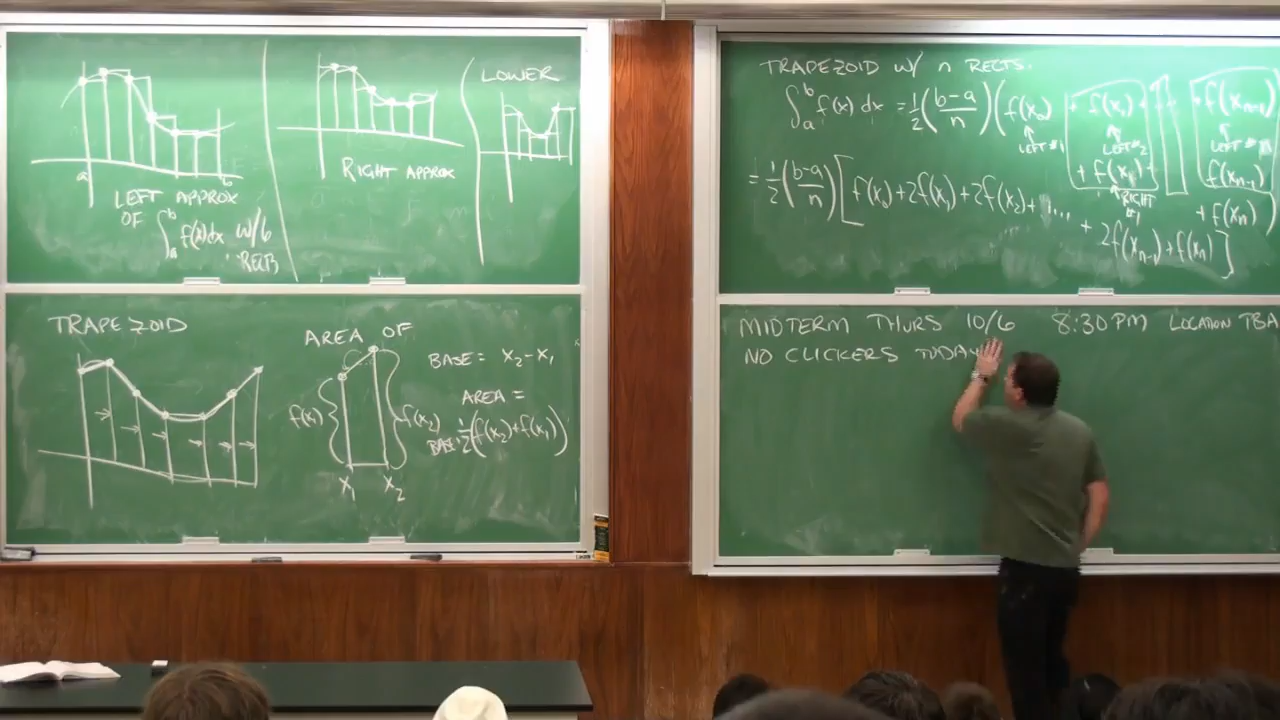 LEFT APPROX
OF ∫_a^b f(x)dx W/6
RECTS
a b
RIGHT APPROX
LOWER
TRAPEZOID
AREA OF
BASE = x₂ - x₁
AREA =
BASE · ½(f(x₂)+f(x₁))
f(x₁) f(x₂)
x₁ x₂
TRAPEZOID W/ n RECTS.
∫_a^b f(x) dx = ½((b-a)/n)(f(x₀) + f(x₁) + f(xₙ₋₁)
LEFT #1 LEFT #2 LEFT
+ f(x₁) + f(xₙ₋₁)
RIGHT #1
+ f(xₙ))
= ½((b-a)/n)[f(x₀)+2f(x₁)+2f(x₂)+ ...
+ 2f(xₙ₋₁)+f(xₙ)]
MIDTERM THURS 10/6 8:30PM LOCATION TBA
NO CLICKERS TODAY